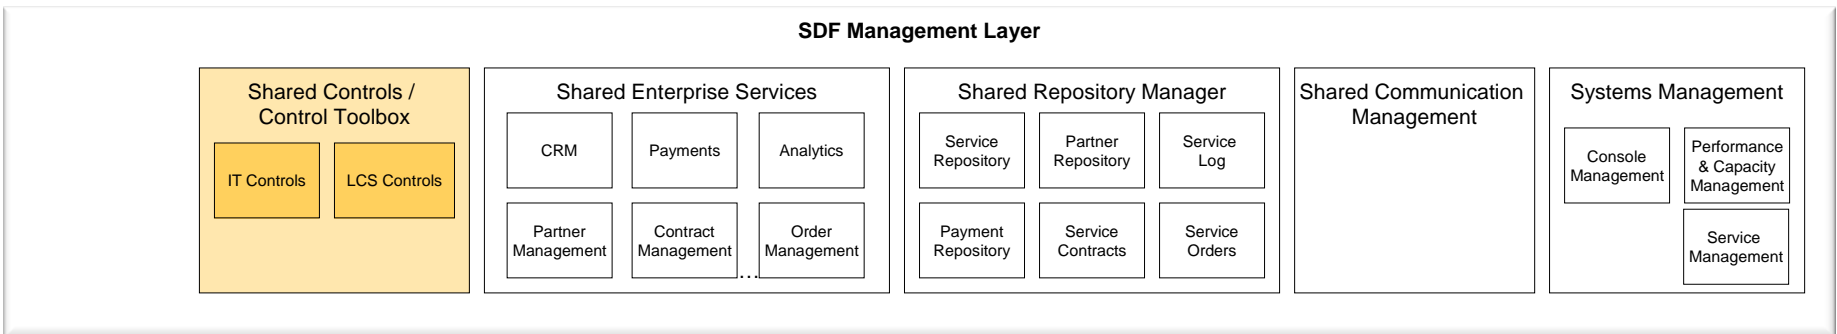 SDF Management Layer
Shared Controls /
Control Toolbox
IT Controls
LCS Controls
Shared Enterprise Services
CRM
Payments
Analytics
Partner
Management
Contract
Management
Order
Management
...
Shared Repository Manager
Service
Repository
Partner
Repository
Service
Log
Payment
Repository
Service
Contracts
Service
Orders
Shared Communication
Management
Systems Management
Console
Management
Performance
& Capacity
Management
Service
Management